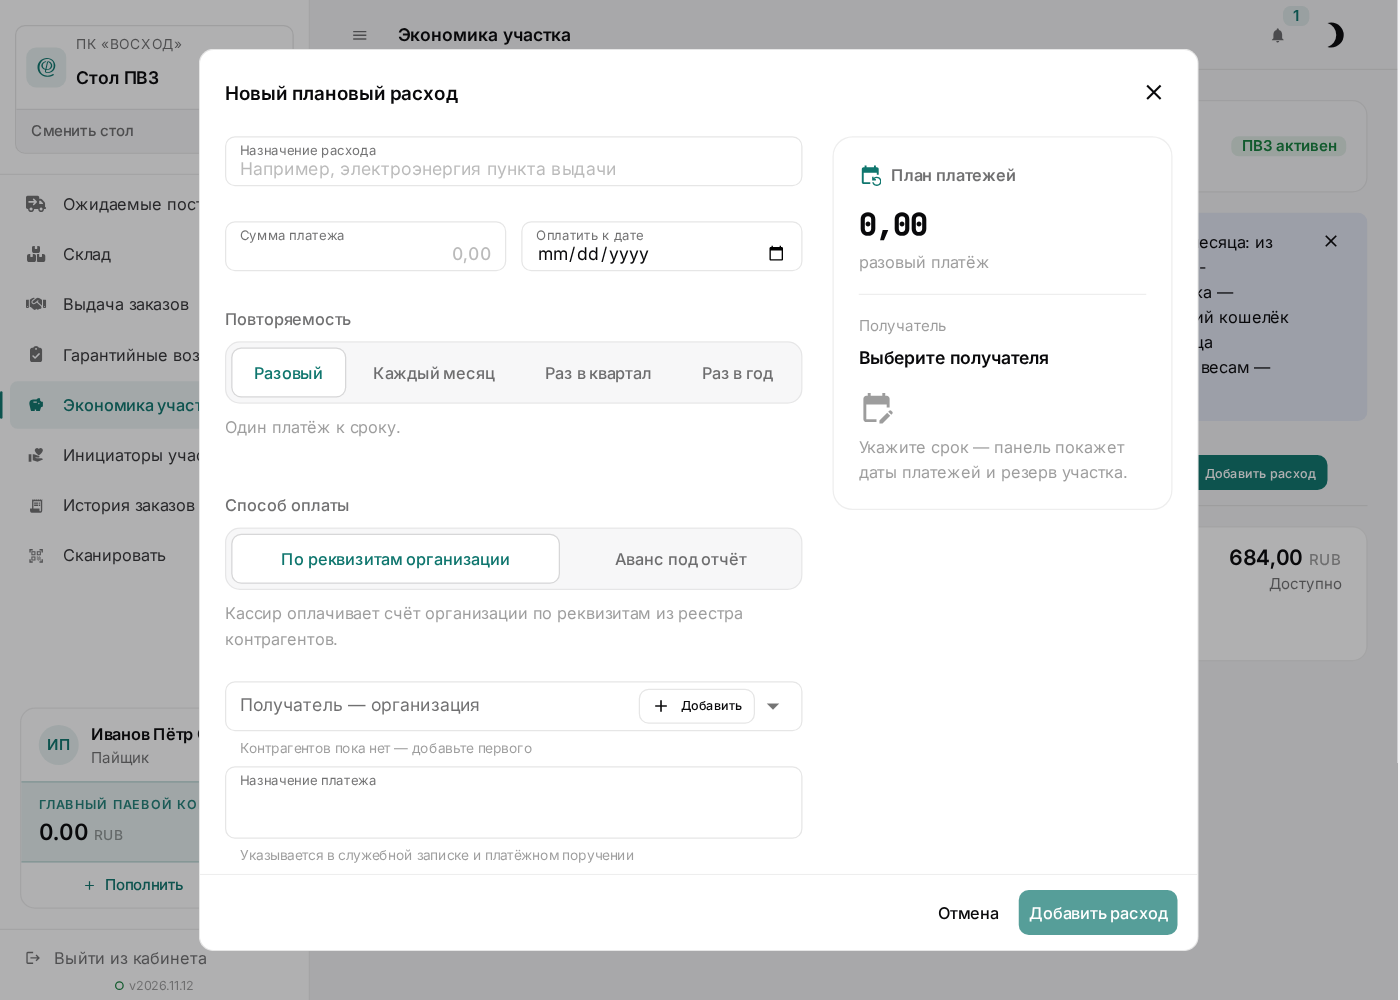 ПК «ВОСХОД»
Стол ПВЗ
Сменить стол
Ожидаемые пост
Склад
Выдача заказов
Гарантийные воз
Экономика участ
Инициаторы учас
История заказов
Сканировать
ИП
Иванов Пётр
Пайщик
ГЛАВНЫЙ ПАЕВОЙ КО
0.00 RUB
+ Пополнить
Выйти из кабинета
v2026.11.12
Экономика участка
1
ПВЗ активен
есяца: из
ка —
ий кошелёк
ца
весам —
Добавить расход
684,00 RUB
Доступно
Новый плановый расход
Назначение расхода
Например, электроэнергия пункта выдачи
Сумма платежа
0,00
Оплатить к дате
mm/dd/yyyy
Повторяемость
Разовый
Каждый месяц
Раз в квартал
Раз в год
Один платёж к сроку.
Способ оплаты
По реквизитам организации
Аванс под отчёт
Кассир оплачивает счёт организации по реквизитам из реестра
контрагентов.
Получатель — организация
+ Добавить
Контрагентов пока нет — добавьте первого
Назначение платежа
Указывается в служебной записке и платёжном поручении
План платежей
0,00
разовый платёж
Получатель
Выберите получателя
Укажите срок — панель покажет
даты платежей и резерв участка.
Отмена
Добавить расход